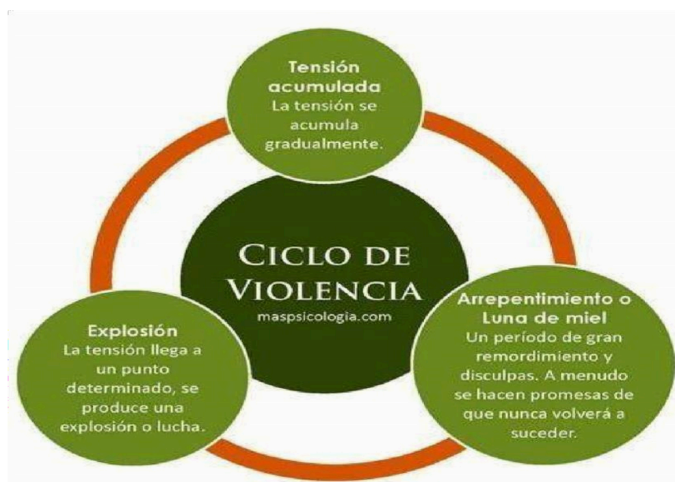 Tensión
acumulada
La tensión se
acumula
gradualmente.
CICLO DE
VIOLENCIA
maspsicologia.com
Explosión
La tensión llega a
un punto
determinado, se
produce una
explosión o lucha.
Arrepentimiento o
Luna de miel
Un período de gran
remordimiento y
disculpas. A menudo
se hacen promesas de
que nunca volverá a
suceder.